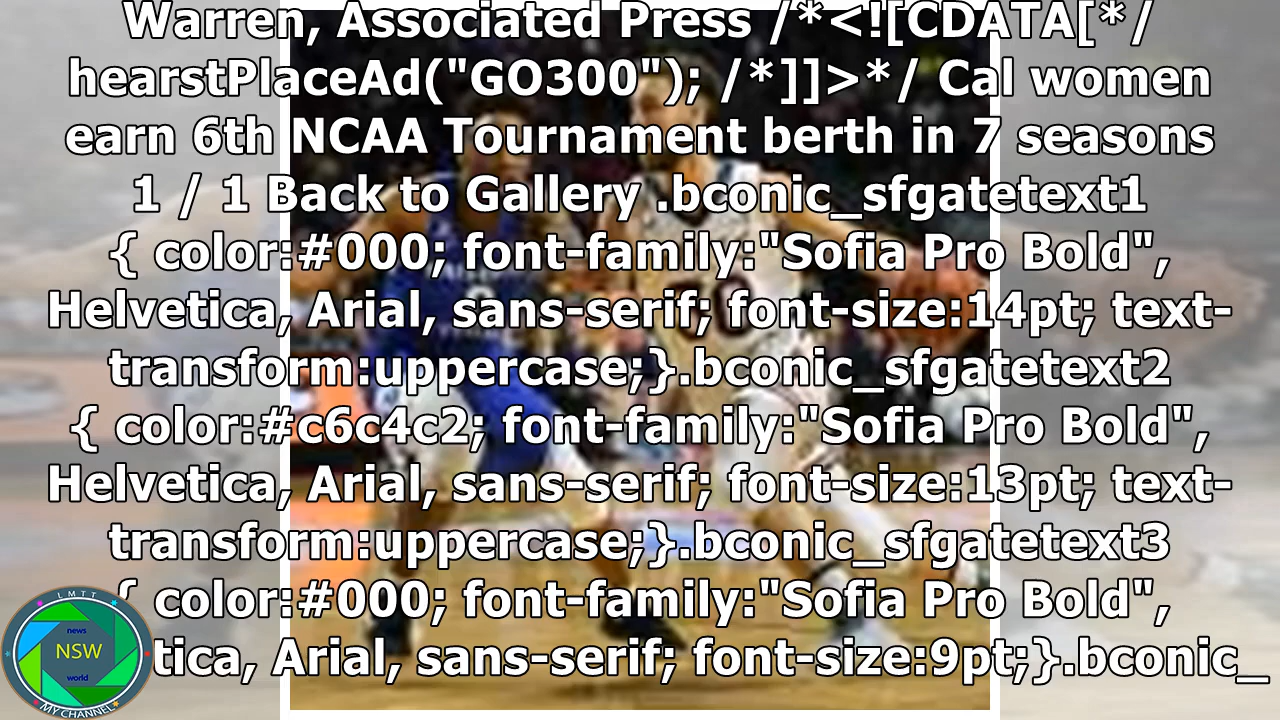 Warren, Associated Press /*<![CDATA[*/
hearstPlaceAd("GO300"); /*]]>*/ Cal women
earn 6th NCAA Tournament berth in 7 seasons
1 / 1 Back to Gallery .bconic_sfgatetext1
{ color:#000; font-family:"Sofia Pro Bold",
Helvetica, Arial, sans-serif; font-size:14pt; text-
transform:uppercase;}.bconic_sfgatetext2
{ color:#c6c4c2; font-family:"Sofia Pro Bold",
Helvetica, Arial, sans-serif; font-size:13pt; text-
transform:uppercase;}.bconic_sfgatetext3
{ color:#000; font-family:"Sofia Pro Bold",
tica, Arial, sans-serif; font-size:9pt;}.bconic_
LMTT
news
NSW
world
MY CHANNEL